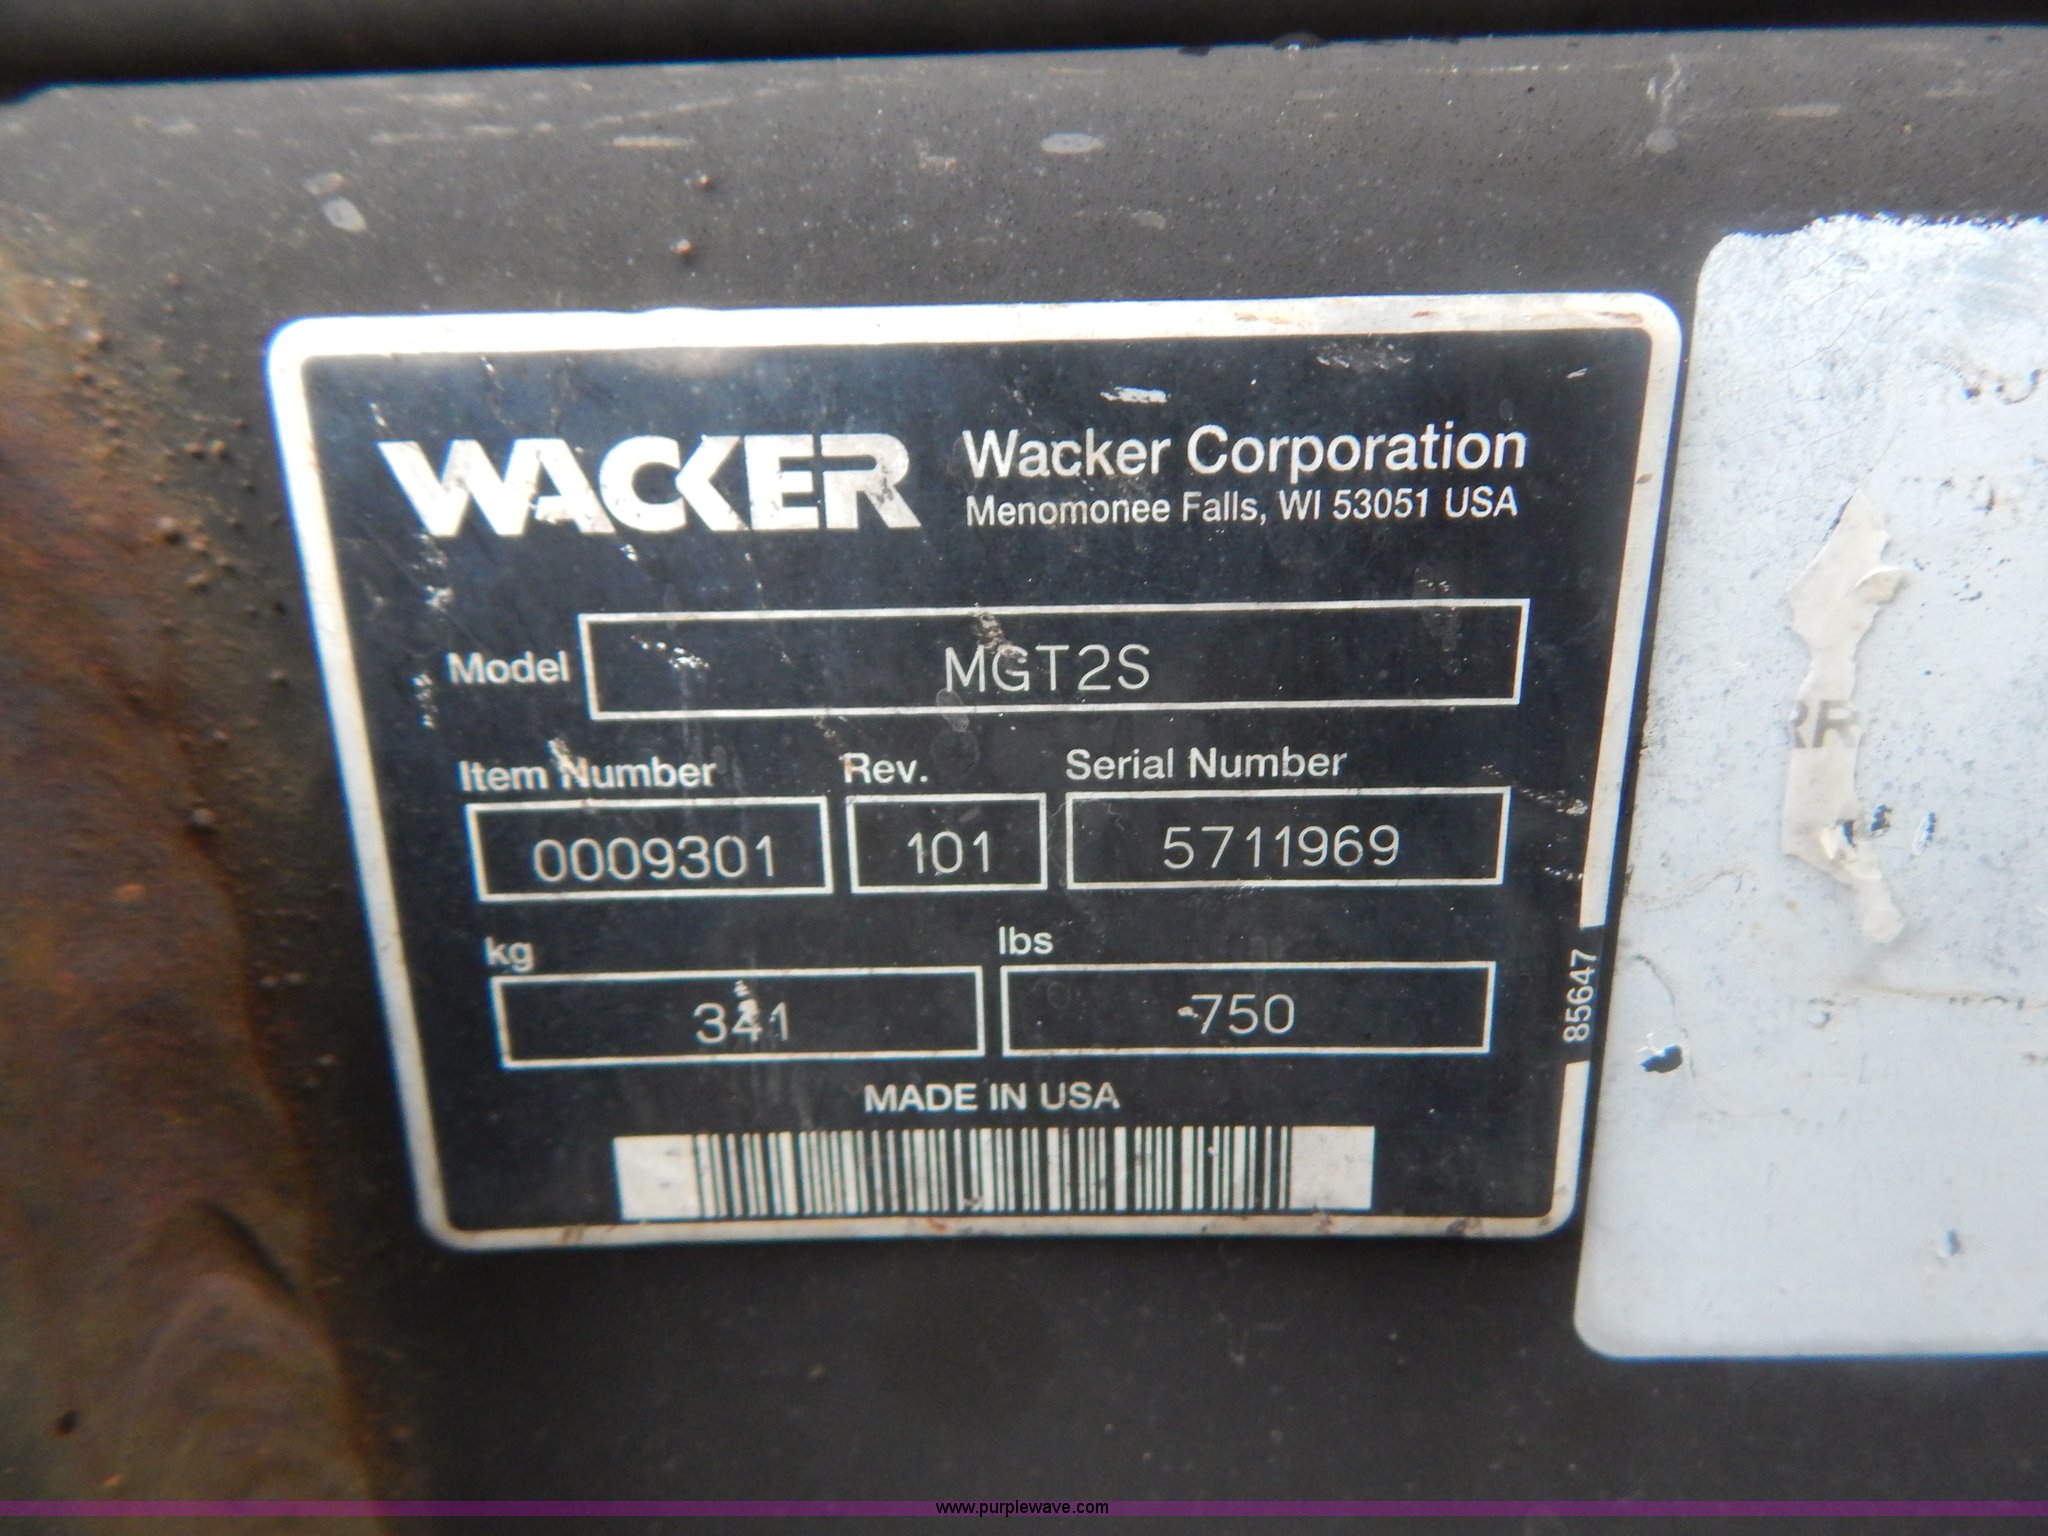 WACKER
Wacker Corporation
Menomonee Falls, WI 53051 USA
Model MGT2S
Item Number Rev. Serial Number
0009301 101 5711969
kg lbs
341 750
85647
MADE IN USA
RR
www.purplewave.com